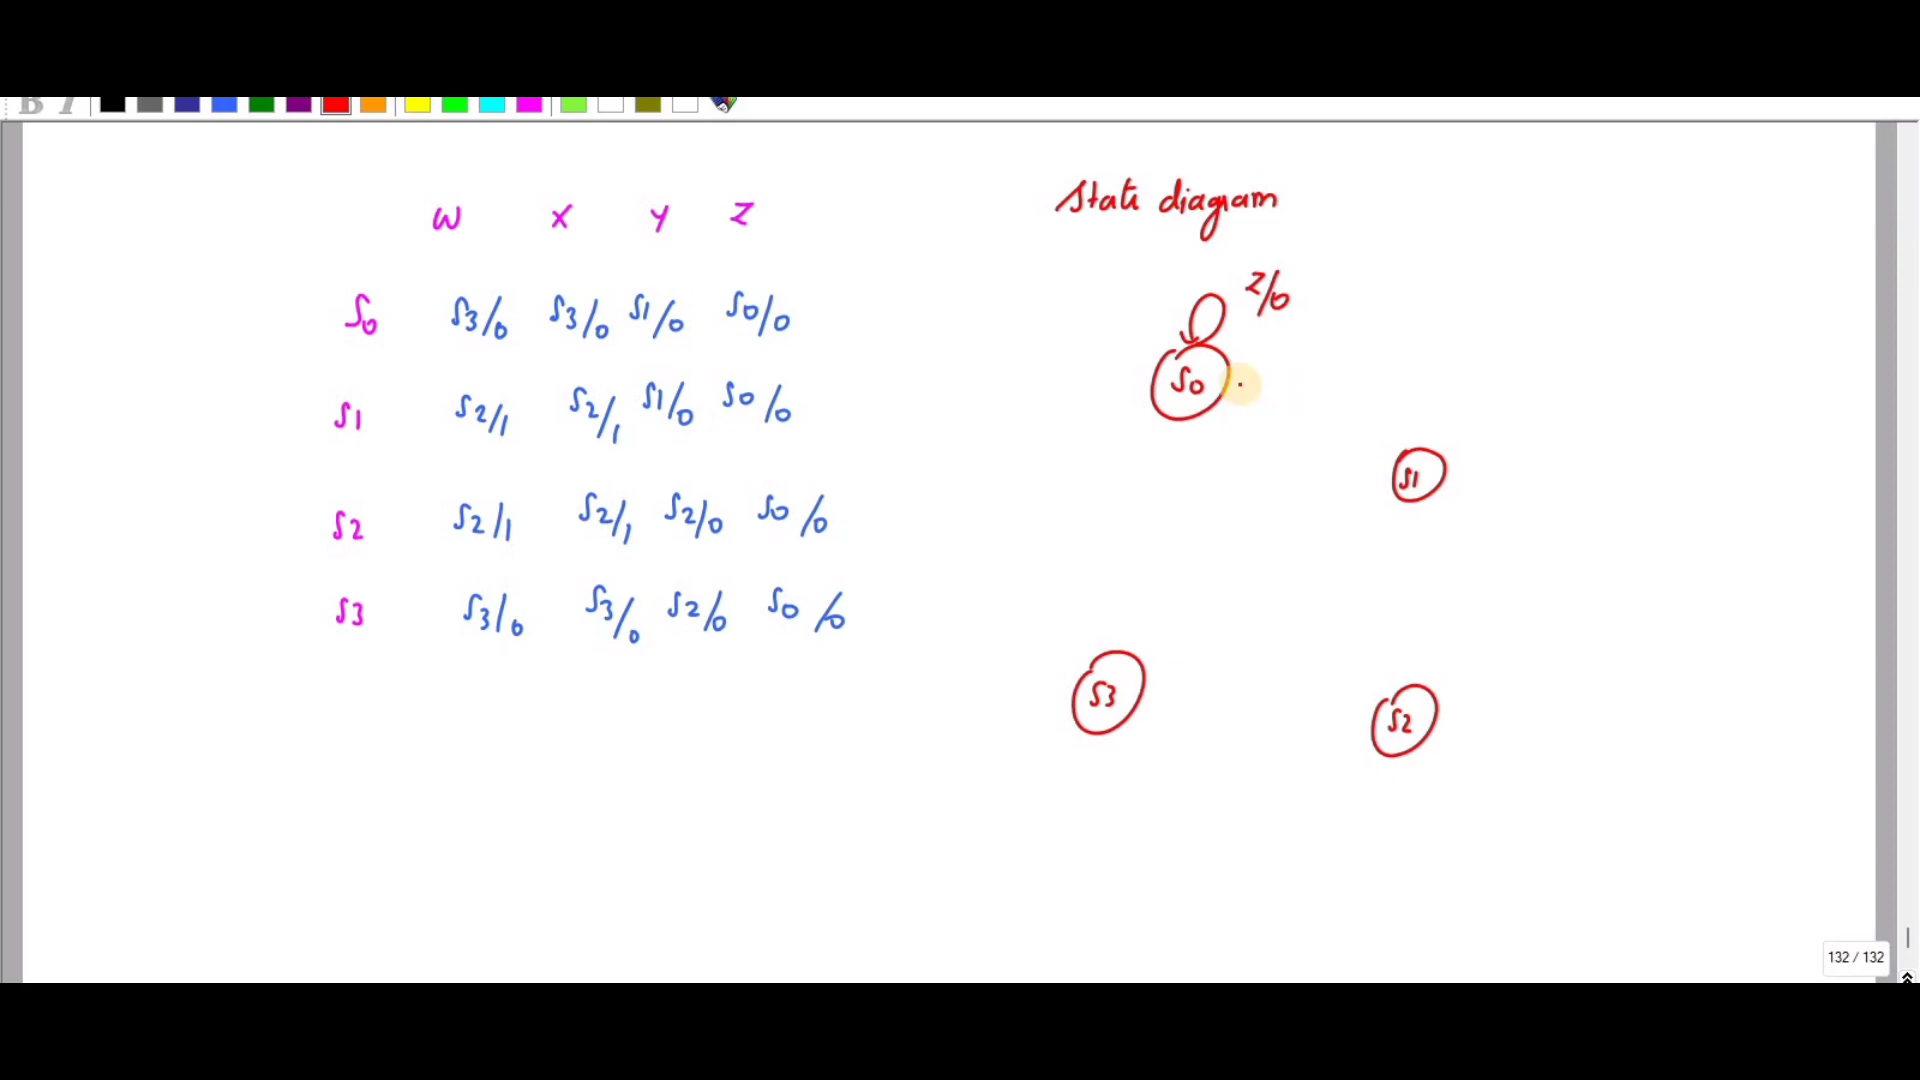 B I
W X Y Z
S0 S3/0 S3/0 S1/0 S0/0
S1 S2/1 S2/1 S1/0 S0/0
S2 S2/1 S2/1 S2/0 S0/0
S3 S3/0 S3/0 S2/0 S0/0
State diagram
Z/0
S0
S1
S3
S2
132 / 132